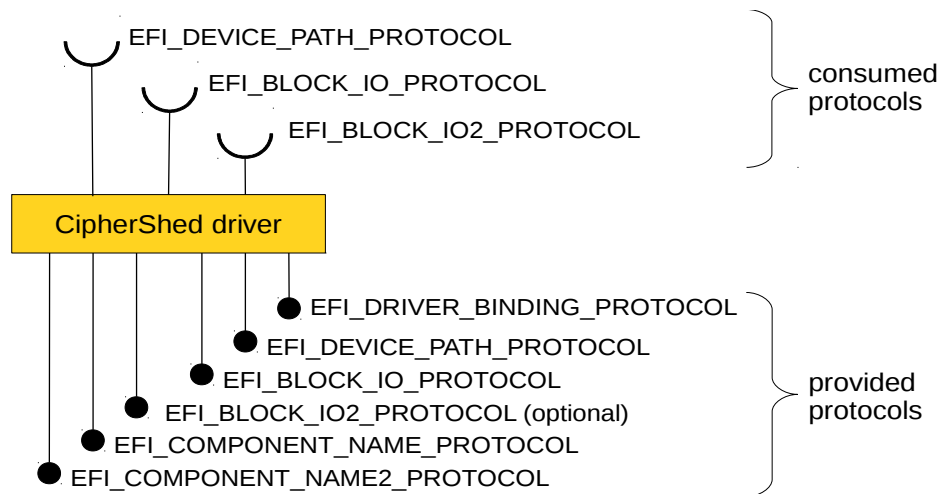 EFI_DEVICE_PATH_PROTOCOL
EFI_BLOCK_IO_PROTOCOL
EFI_BLOCK_IO2_PROTOCOL
consumed
protocols
CipherShed driver
EFI_DRIVER_BINDING_PROTOCOL
EFI_DEVICE_PATH_PROTOCOL
EFI_BLOCK_IO_PROTOCOL
EFI_BLOCK_IO2_PROTOCOL (optional)
EFI_COMPONENT_NAME_PROTOCOL
EFI_COMPONENT_NAME2_PROTOCOL
provided
protocols